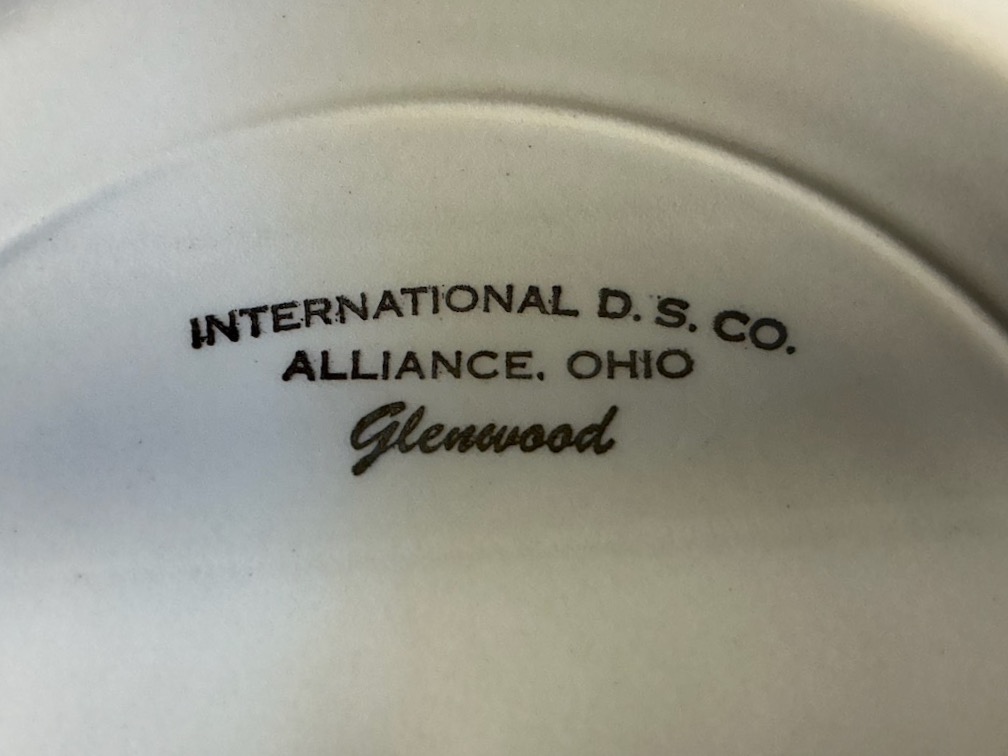 INTERNATIONAL D. S. CO.
ALLIANCE. OHIO
Glenwood